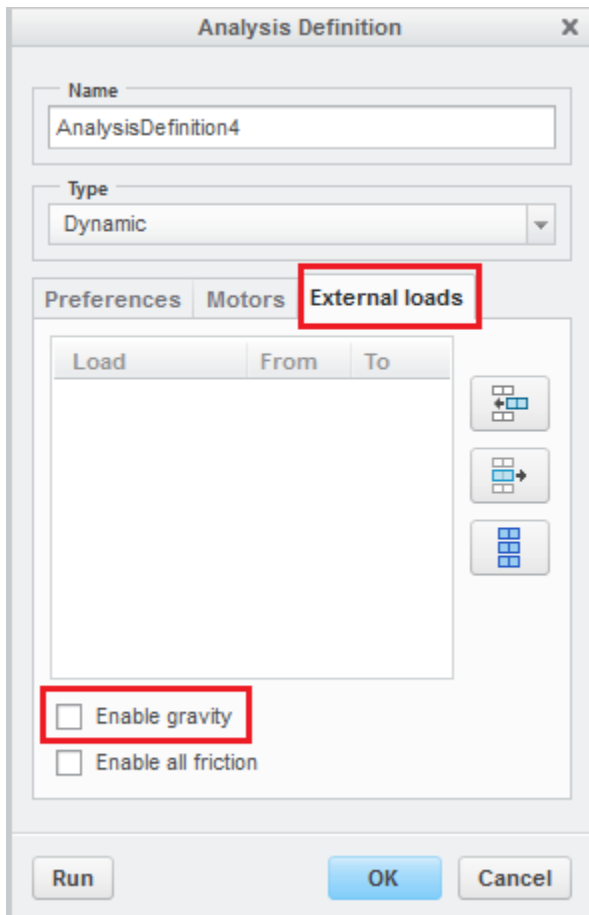 Analysis Definition x
Name
AnalysisDefinition4
Type
Dynamic
Preferences Motors External loads
Load From To
Enable gravity
Enable all friction
Run OK Cancel